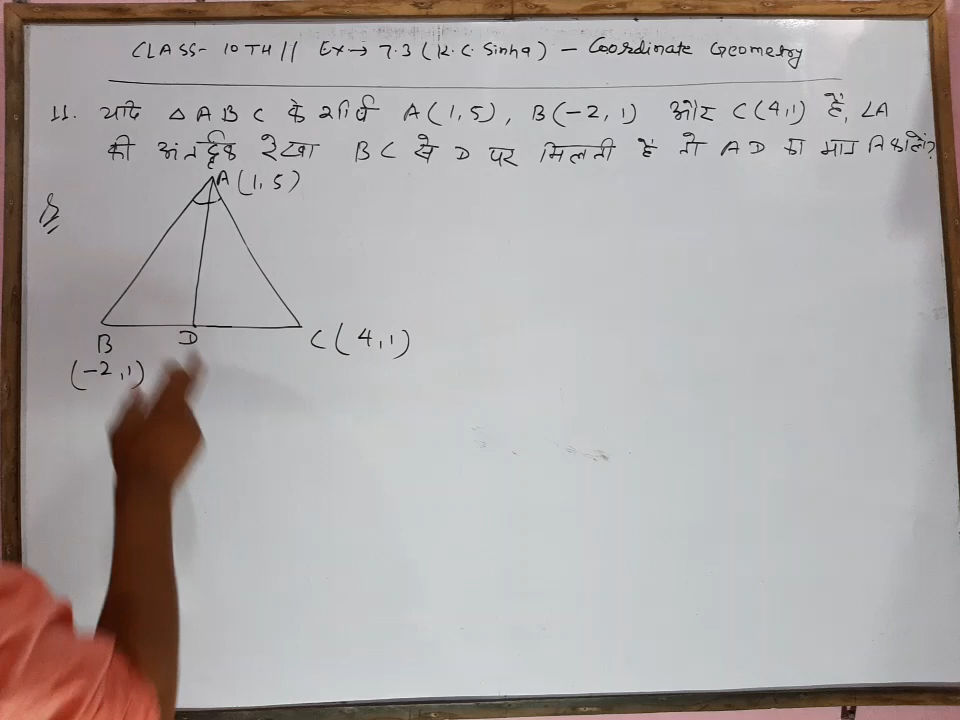 CLASS- 10TH // Ex→ 7.3 (K.C. Sinha) - Coordinate Geometry
11. यदि △ABC के शीर्ष A(1,5), B(-2,1) और C(4,1) हैं, ∠A
की अंतर्द्विक रेखा BC से D पर मिलती हैं तो AD का मान निकालें?
A(1,5)
B D C(4,1)
(-2,1)